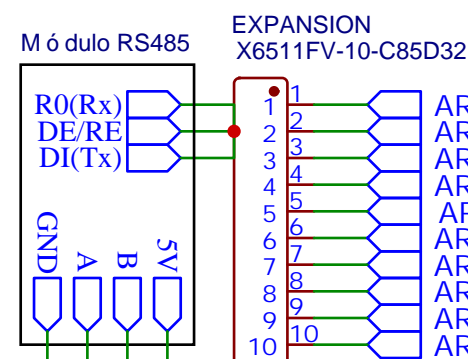 EXPANSION
X6511FV-10-C85D32
M ó dulo RS485
R0(Rx)
DE/RE
DI(Tx)
GND
A
B
5V
1 1 AR
2 2 AR
3 3 AR
4 4 AR
5 5 AR
6 6 AR
7 7 AR
8 8 AR
9 9 AR
10 10 AR